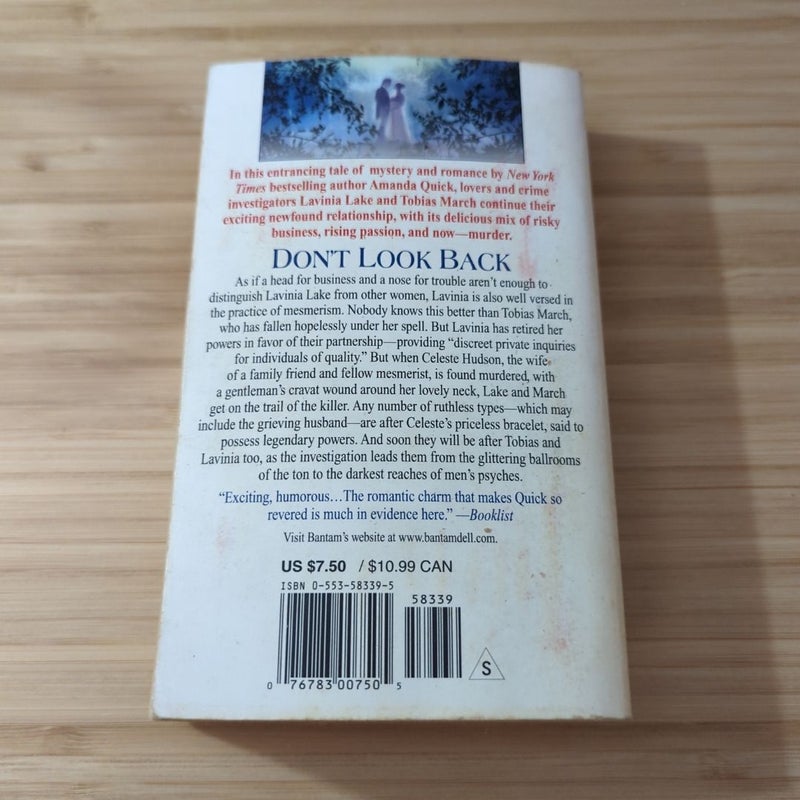 In this entrancing tale of mystery and romance by New York
Times bestselling author Amanda Quick, lovers and crime
investigators Lavinia Lake and Tobias March continue their
exciting newfound relationship, with its delicious mix of risky
business, rising passion, and now—murder.
DON'T LOOK BACK
As if a head for business and a nose for trouble aren't enough to
distinguish Lavinia Lake from other women, Lavinia is also well versed in
the practice of mesmerism. Nobody knows this better than Tobias March,
who has fallen hopelessly under her spell. But Lavinia has retired her
powers in favor of their partnership—providing “discreet private inquiries
for individuals of quality.” But when Celeste Hudson, the wife
of a family friend and fellow mesmerist, is found murdered, with
a gentleman's cravat wound around her lovely neck, Lake and March
get on the trail of the killer. Any number of ruthless types—which may
include the grieving husband—are after Celeste's priceless bracelet, said to
possess legendary powers. And soon they will be after Tobias and
Lavinia too, as the investigation leads them from the glittering ballrooms
of the ton to the darkest reaches of men's psyches.
“Exciting, humorous…The romantic charm that makes Quick so
revered is much in evidence here.” —Booklist
Visit Bantam's website at www.bantamdell.com.
US $7.50 / $10.99 CAN
ISBN 0-553-58339-5
58339
0 76783 00750 5
S